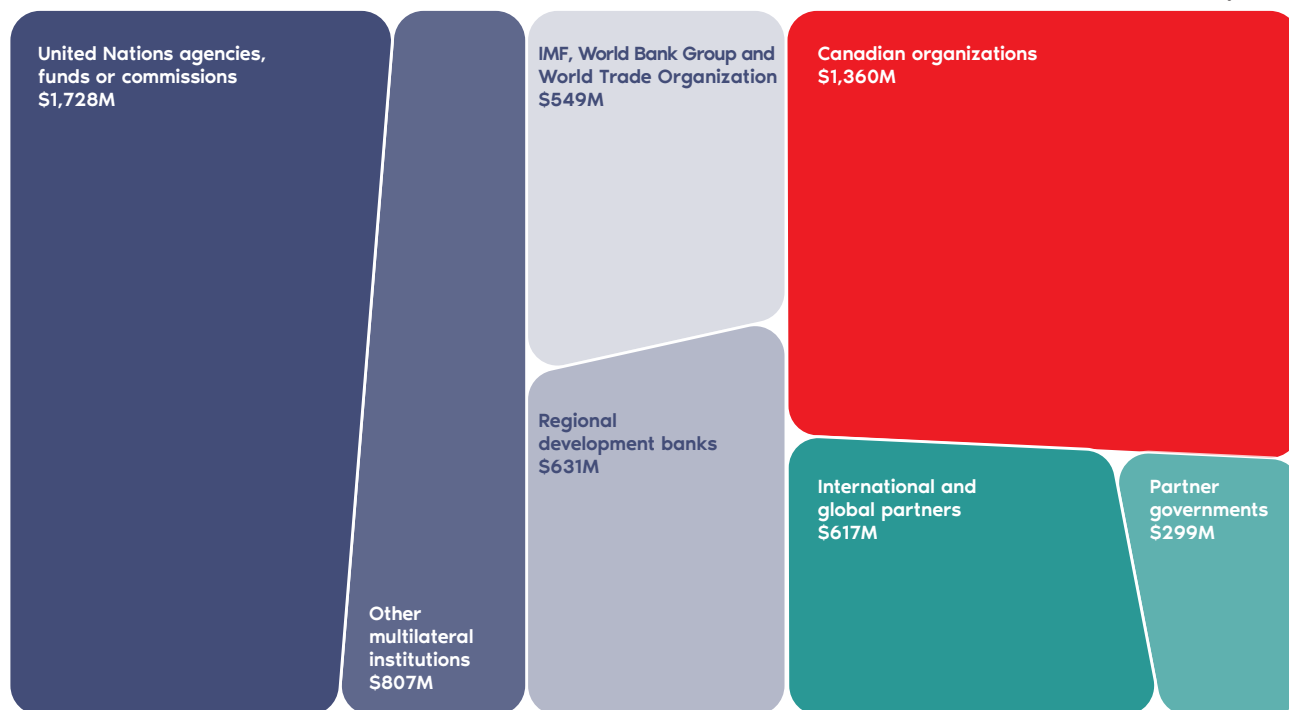 United Nations agencies,
funds or commissions
$1,728M
IMF, World Bank Group and
World Trade Organization
$549M
Canadian organizations
$1,360M
Regional
development banks
$631M
International and
global partners
$617M
Partner
governments
$299M
Other
multilateral
institutions
$807M